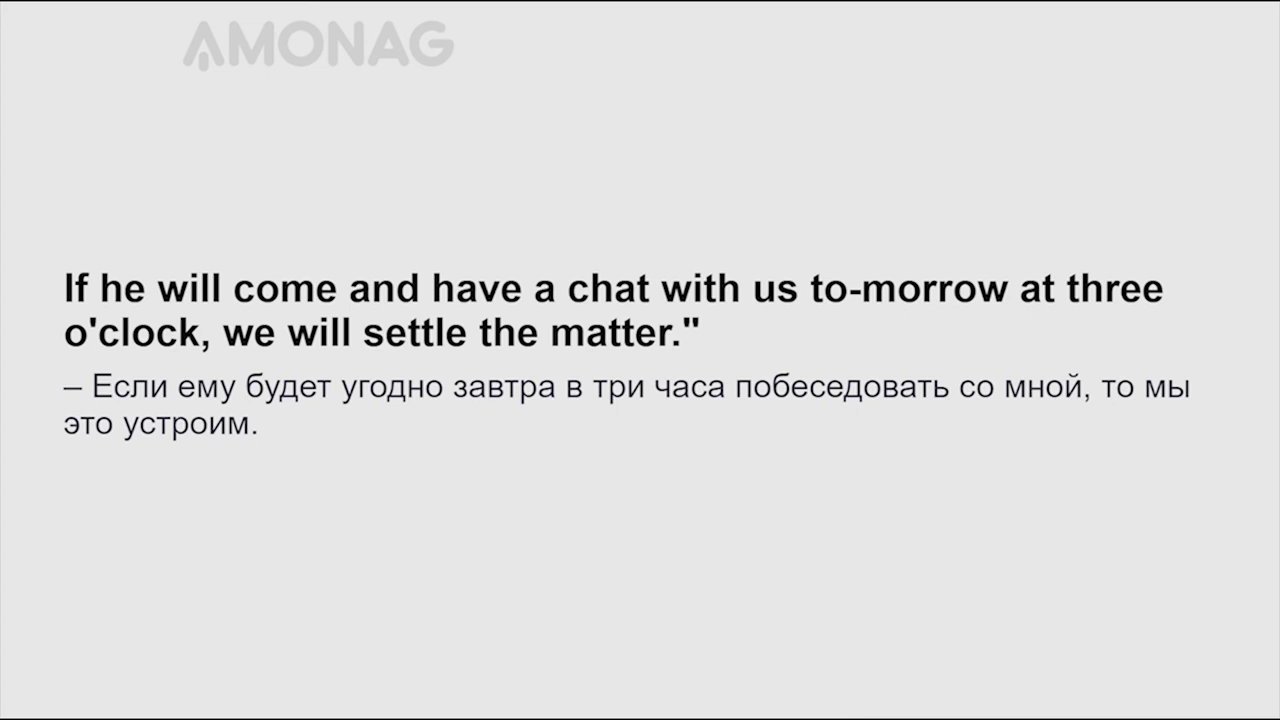 AMONAG
If he will come and have a chat with us to-morrow at three
o'clock, we will settle the matter."
– Если ему будет угодно завтра в три часа побеседовать со мной, то мы
это устроим.